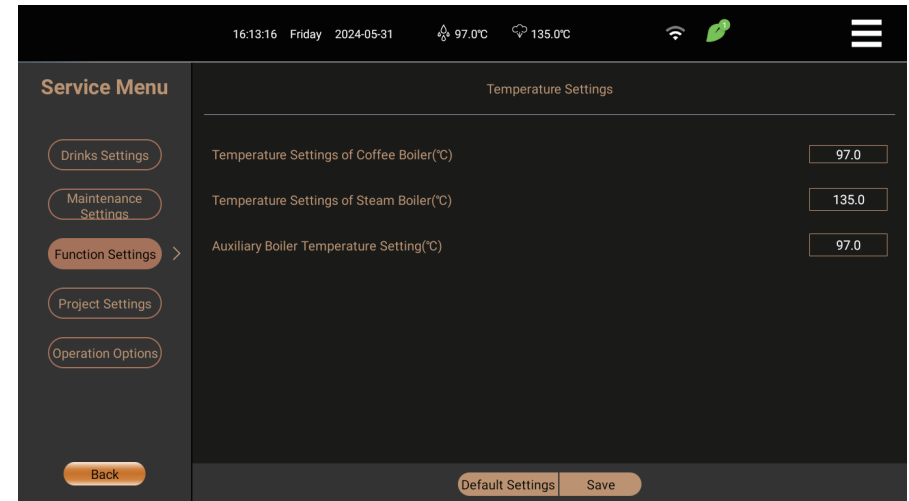 16:13:16 Friday 2024-05-31 97.0℃ 135.0℃ 1
Service Menu
Temperature Settings
Drinks Settings
Maintenance
Settings
Function Settings >
Project Settings
Operation Options
Back
Temperature Settings of Coffee Boiler(℃) 97.0
Temperature Settings of Steam Boiler(℃) 135.0
Auxiliary Boiler Temperature Setting(℃) 97.0
Default Settings Save